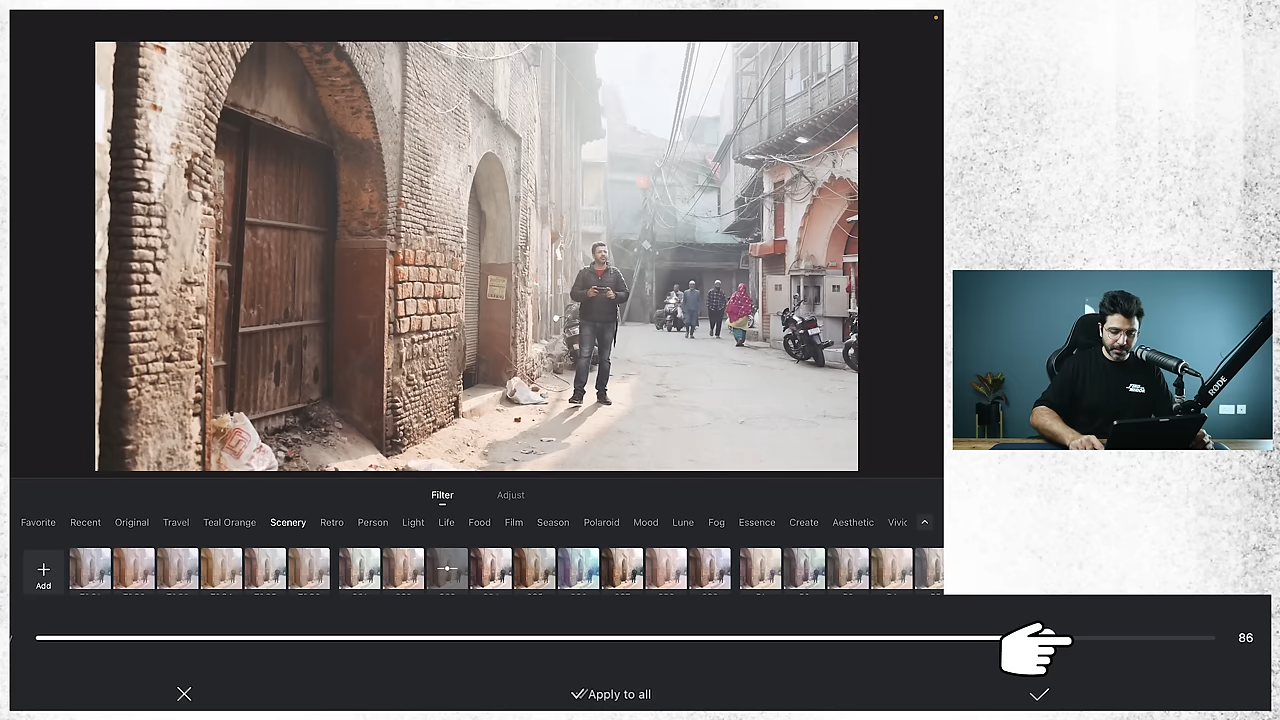 Filter Adjust
Favorite Recent Original Travel Teal Orange Scenery Retro Person Light Life Food Film Season Polaroid Mood Lune Fog Essence Create Aesthetic Vivic
Add
RØDE
86
Apply to all